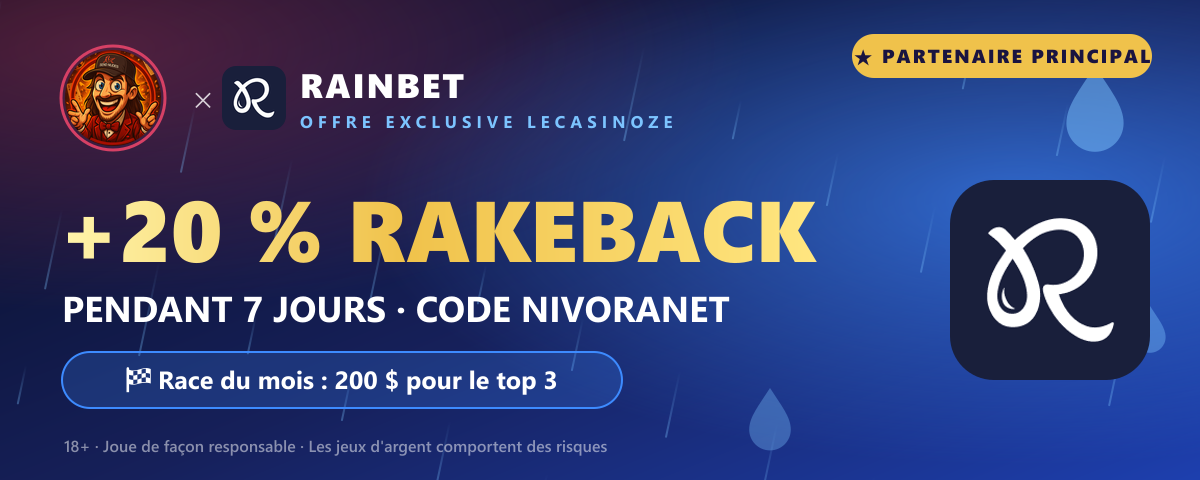 ★ PARTENAIRE PRINCIPAL
× RAINBET
OFFRE EXCLUSIVE LECASINOZE
+20 % RAKEBACK
PENDANT 7 JOURS · CODE NIVORANET
🏁 Race du mois : 200 $ pour le top 3
18+ · Joue de façon responsable · Les jeux d'argent comportent des risques